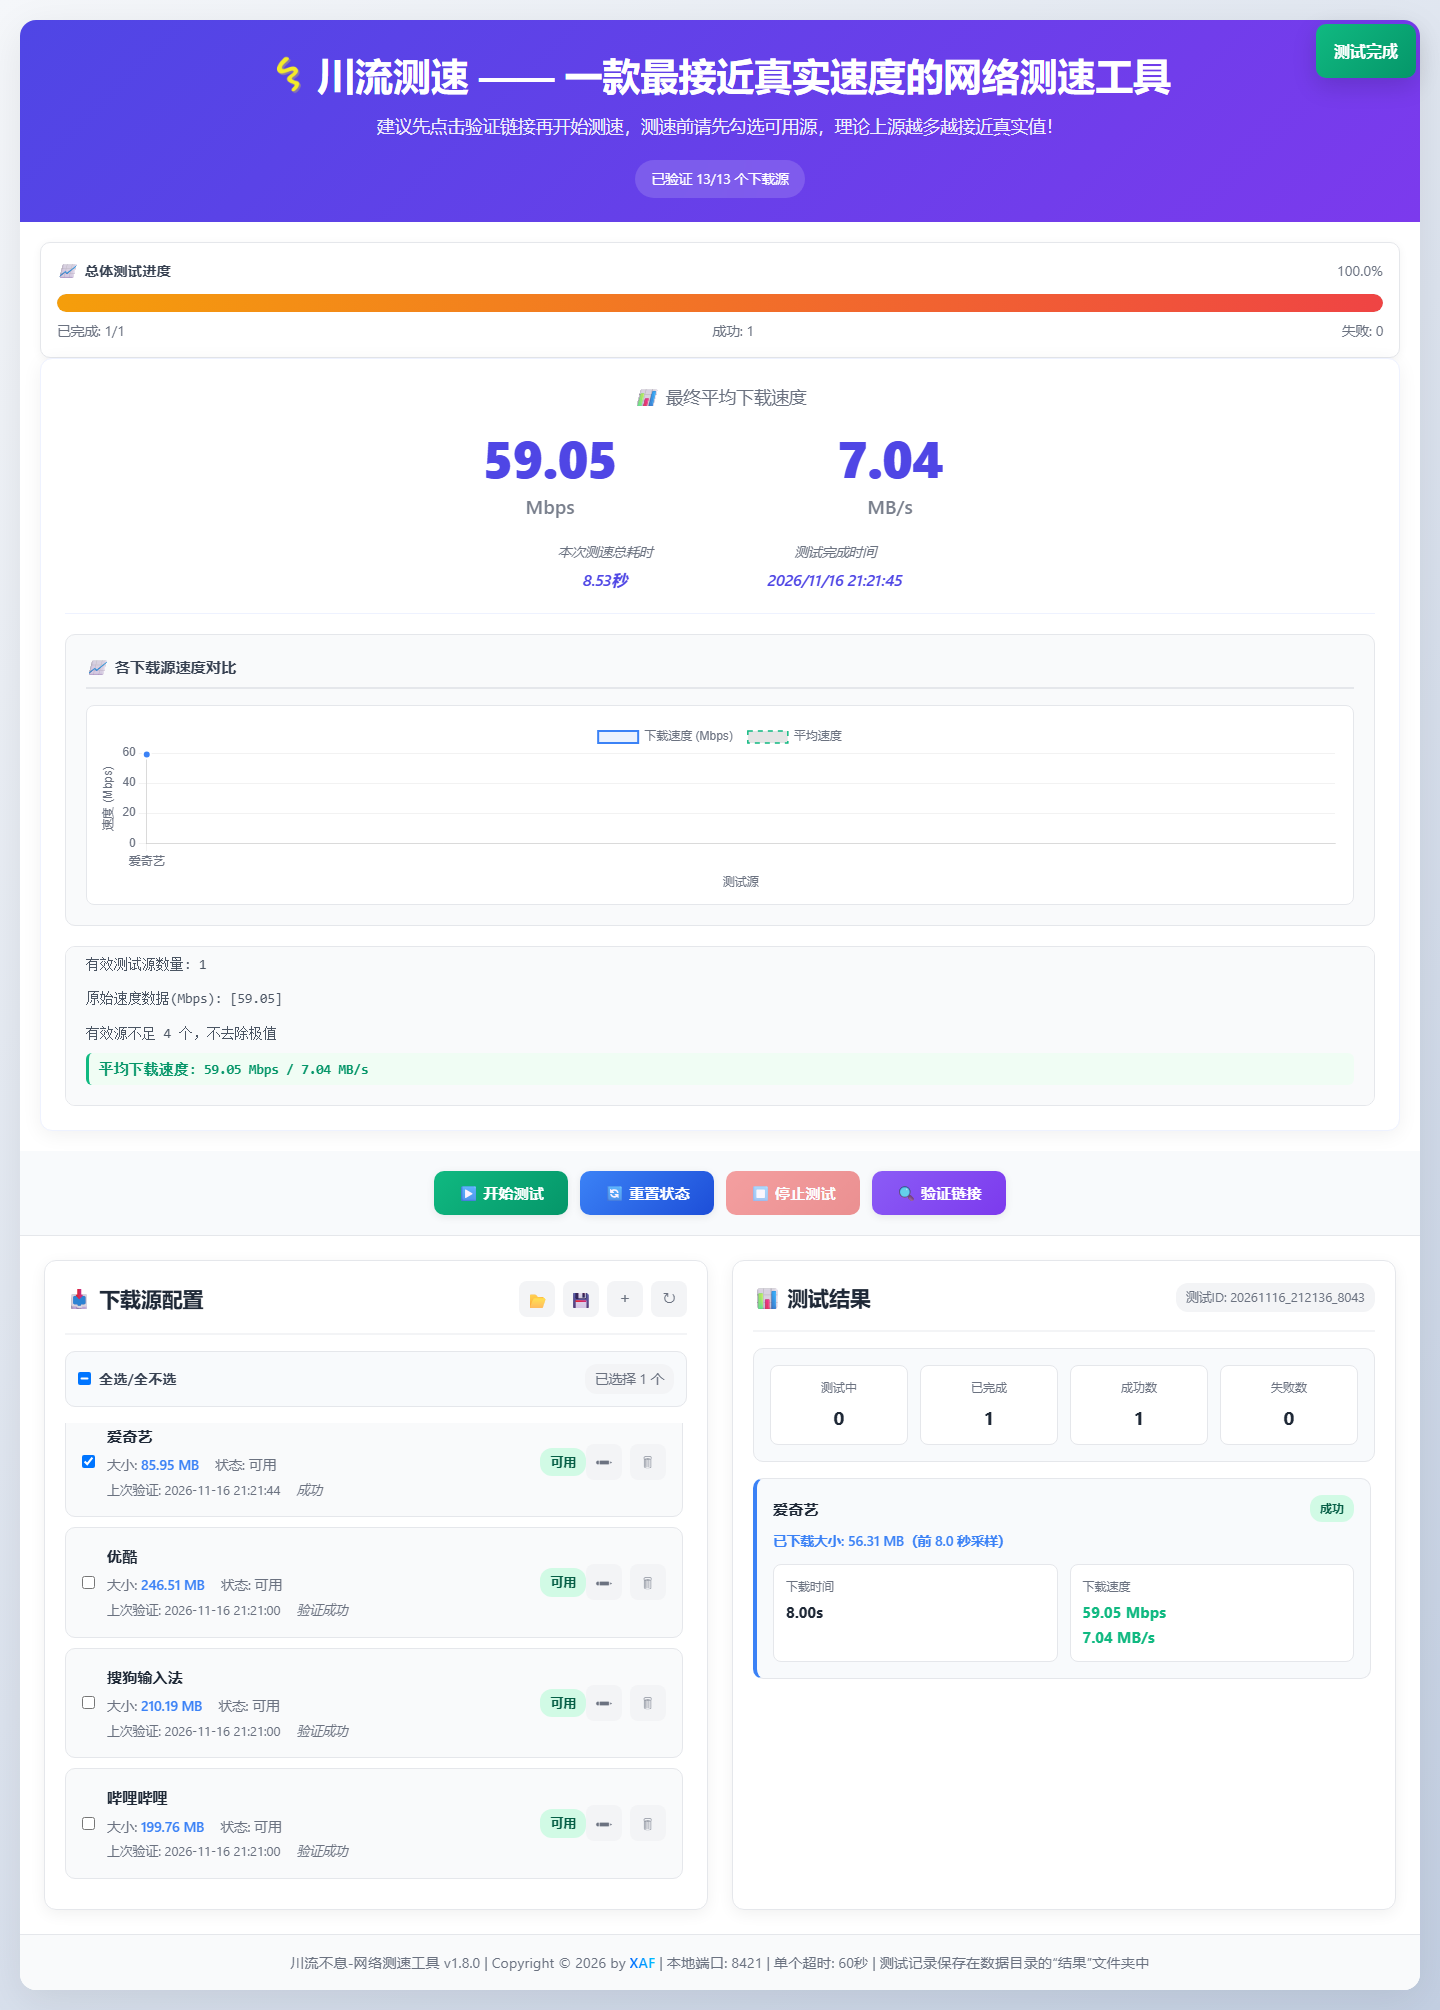 川流测速 —— 一款最接近真实速度的网络测速工具
测试完成
建议先点击验证链接再开始测速，测速前请先勾选可用源，理论上源越多越接近真实值！
已验证 13/13 个下载源
总体测试进度
100.0%
已完成: 1/1
成功: 1
失败: 0
最终平均下载速度
59.05
7.04
Mbps
MB/s
本次测速总耗时
测试完成时间
8.53秒
2026/11/16 21:21:45
各下载源速度对比
下载速度 (Mbps)
平均速度
速度 (Mbps)
60
40
20
0
爱奇艺
测试源
有效测试源数量: 1
原始速度数据(Mbps): [59.05]
有效源不足 4 个，不去除极值
平均下载速度: 59.05 Mbps / 7.04 MB/s
开始测试
重置状态
停止测试
验证链接
下载源配置
+
↻
全选/全不选
已选择 1 个
爱奇艺
大小: 85.95 MB 状态: 可用
上次验证: 2026-11-16 21:21:44 成功
可用
优酷
大小: 246.51 MB 状态: 可用
上次验证: 2026-11-16 21:21:00 验证成功
可用
搜狗输入法
大小: 210.19 MB 状态: 可用
上次验证: 2026-11-16 21:21:00 验证成功
可用
哔哩哔哩
大小: 199.76 MB 状态: 可用
上次验证: 2026-11-16 21:21:00 验证成功
可用
测试结果
测试ID: 20261116_212136_8043
测试中
0
已完成
1
成功数
1
失败数
0
爱奇艺
成功
已下载大小: 56.31 MB（前 8.0 秒采样）
下载时间
8.00s
下载速度
59.05 Mbps
7.04 MB/s
川流不息-网络测速工具 v1.8.0 | Copyright © 2026 by XAF | 本地端口: 8421 | 单个超时: 60秒 | 测试记录保存在数据目录的“结果”文件夹中